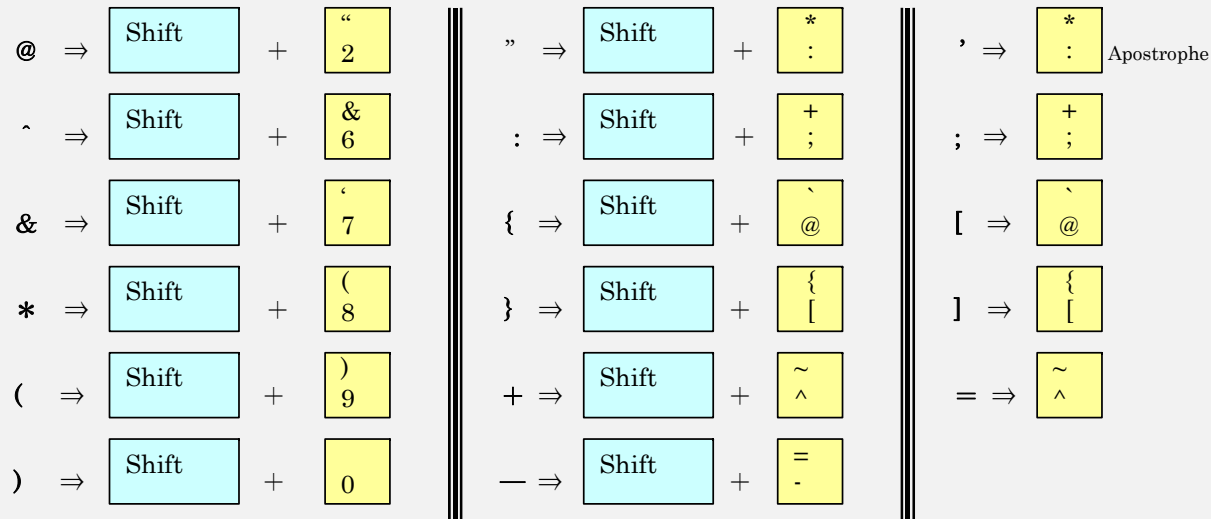 @ ⇒ Shift + “ 2
ˆ ⇒ Shift + & 6
& ⇒ Shift + ‘ 7
* ⇒ Shift + ( 8
( ⇒ Shift + ) 9
) ⇒ Shift + 0
” ⇒ Shift + * :
: ⇒ Shift + + ;
{ ⇒ Shift + ` @
} ⇒ Shift + { [
+ ⇒ Shift + ~ ^
— ⇒ Shift + = -
’ ⇒ * : Apostrophe
; ⇒ + ;
[ ⇒ ` @
] ⇒ { [
= ⇒ ~ ^